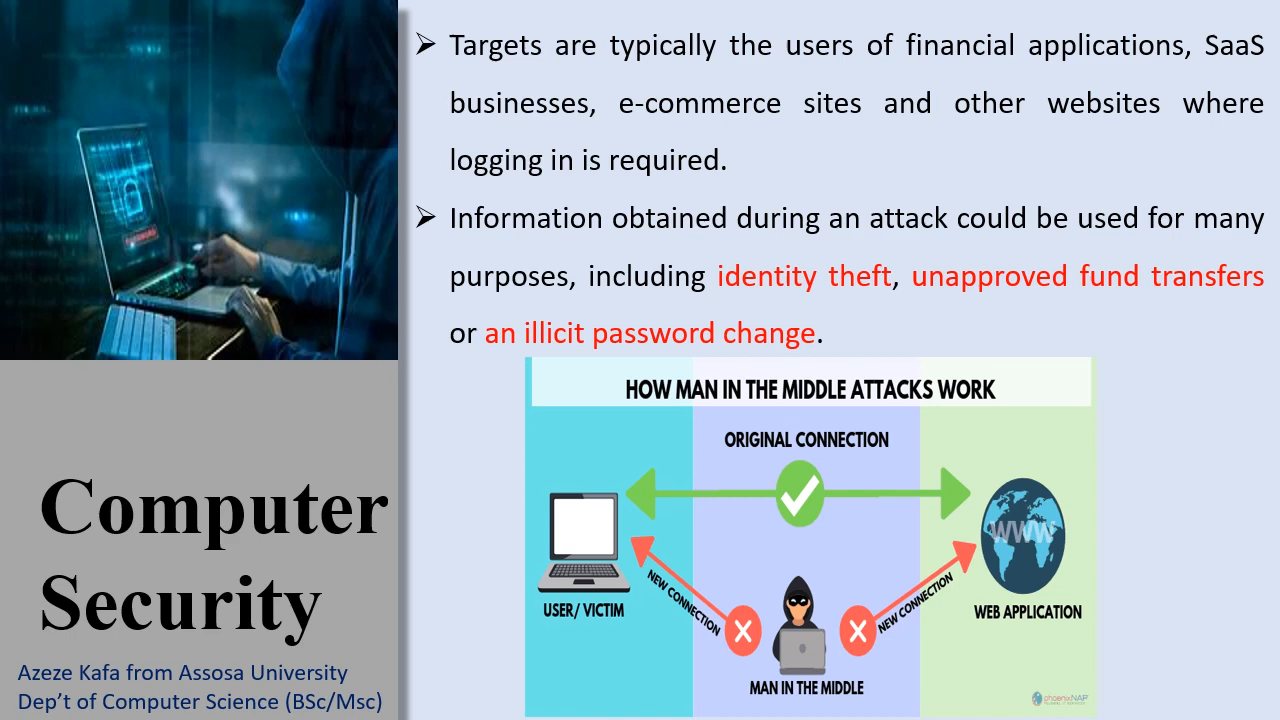 ➢ Targets are typically the users of financial applications, SaaS
businesses, e-commerce sites and other websites where
logging in is required.
➢ Information obtained during an attack could be used for many
purposes, including identity theft, unapproved fund transfers
or an illicit password change.
HOW MAN IN THE MIDDLE ATTACKS WORK
ORIGINAL CONNECTION
WWW
NEW CONNECTION
NEW CONNECTION
USER/ VICTIM
WEB APPLICATION
MAN IN THE MIDDLE
phoenixNAP
GLOBAL IT SERVICES
Computer
Security
Azeze Kafa from Assosa University
Dep’t of Computer Science (BSc/Msc)